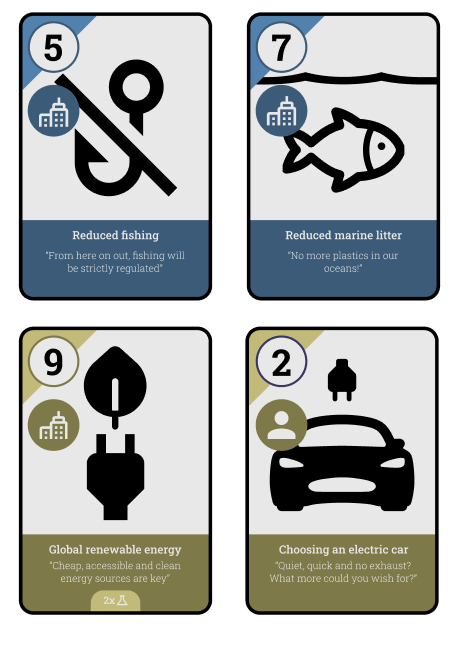 5
Reduced fishing
"From here on out, fishing will
be strictly regulated"
7
Reduced marine litter
"No more plastics in our
oceans!"
9
Global renewable energy
"Cheap, accessible and clean
energy sources are key"
2x
2
Choosing an electric car
"Quiet, quick and no exhaust?
What more could you wish for?"